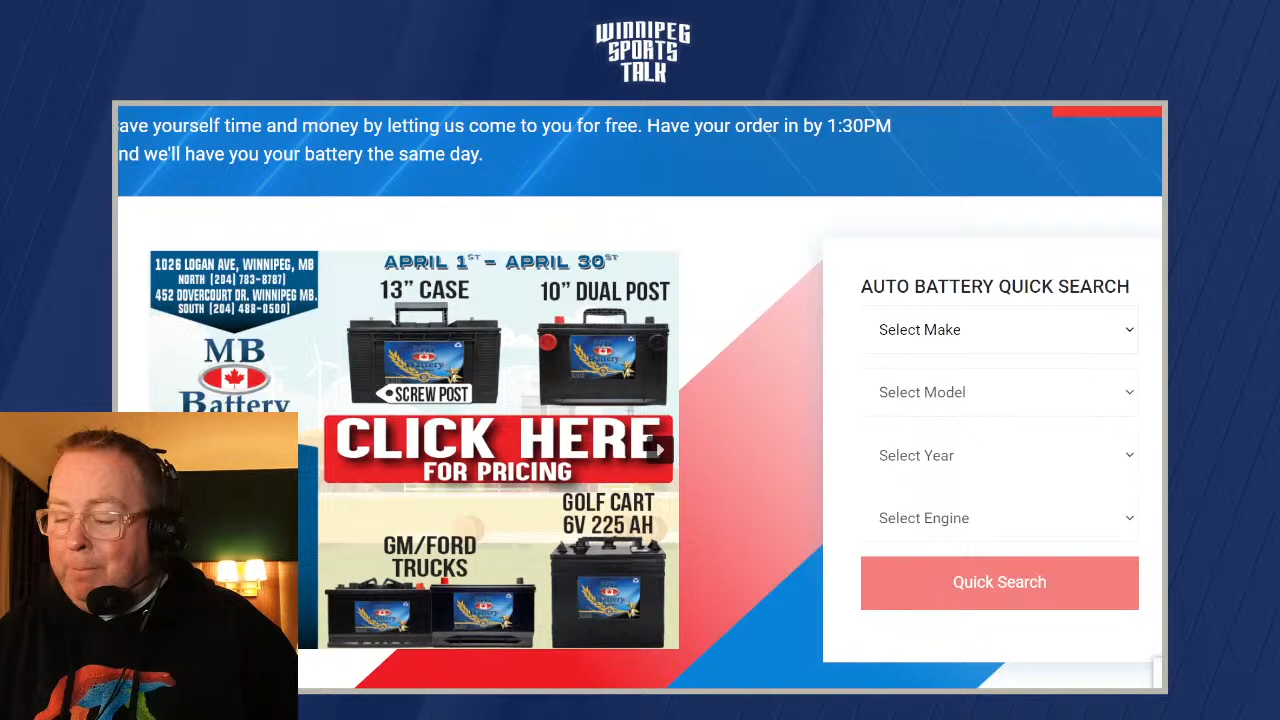 WINNIPEG
SPORTS
TALK
ave yourself time and money by letting us come to you for free. Have your order in by 1:30PM
nd we'll have you your battery the same day.
1026 LOGAN AVE, WINNIPEG, MB
NORTH (204) 783-8787)
452 DOVERCOURT DR. WINNIPEG MB.
SOUTH (204) 488-0500)
MB
Battery
APRIL 1ST - APRIL 30ST
13" CASE
10" DUAL POST
SCREW POST
CLICK HERE
FOR PRICING
GM/FORD
TRUCKS
GOLF CART
6V 225 AH
AUTO BATTERY QUICK SEARCH
Select Make
Select Model
Select Year
Select Engine
Quick Search